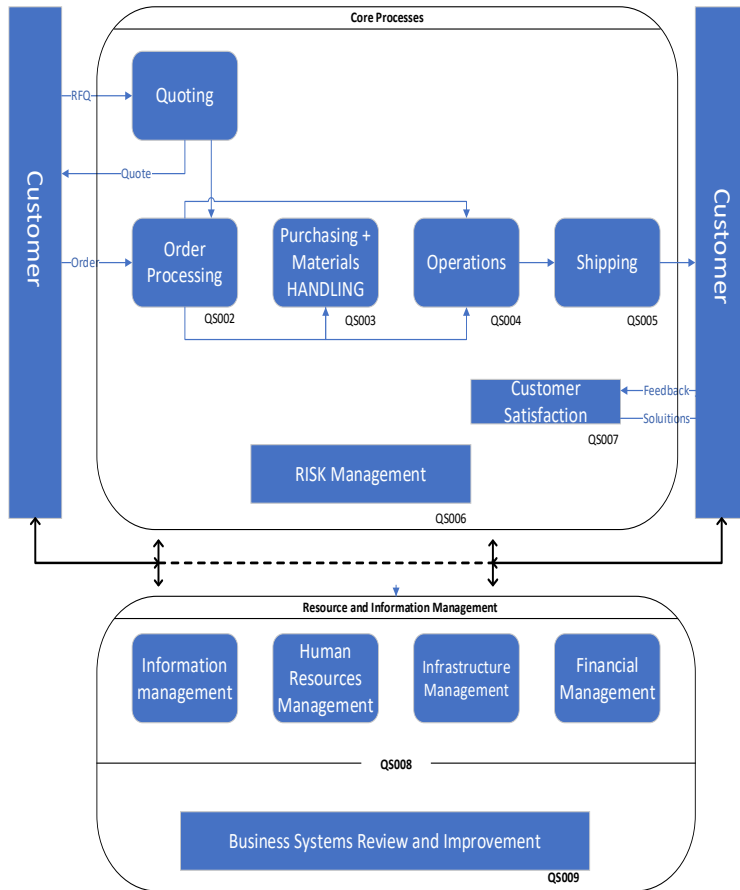 Core Processes
Customer
RFQ
Quoting
Quote
Customer
Order
Order
Processing
QS002
Purchasing +
Materials
HANDLING
QS003
Operations
QS004
Shipping
QS005
Customer
Satisfaction
QS007
Feedback
Soluitions
RISK Management
QS006
Resource and Information Management
Information
management
Human
Resources
Management
Infrastructure
Management
Financial
Management
QS008
Business Systems Review and Improvement
QS009